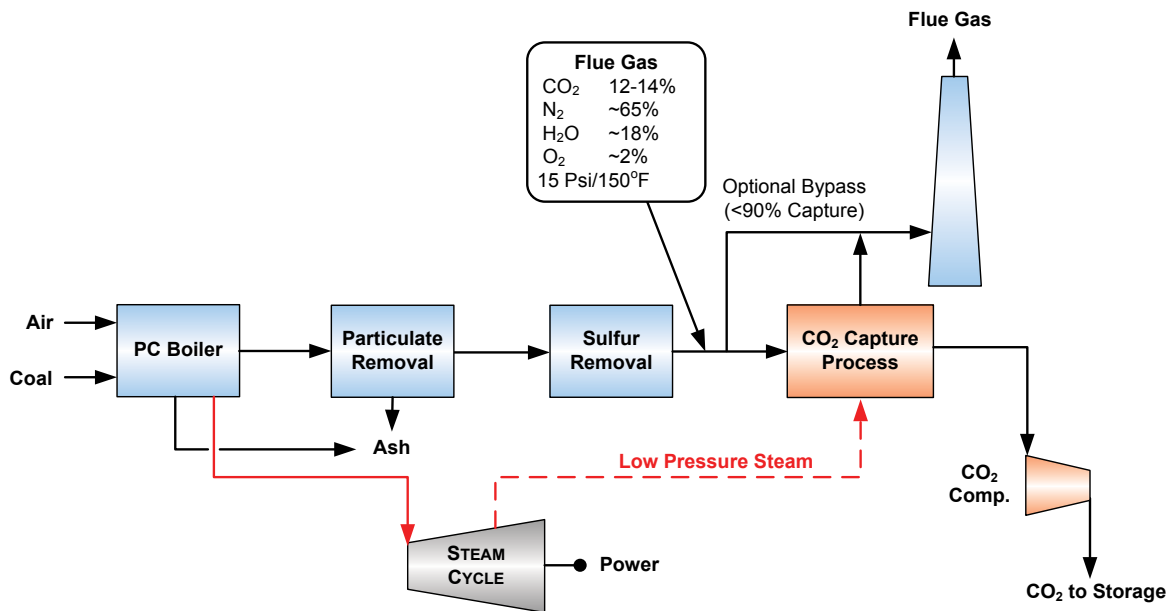 Flue Gas
Flue Gas
CO₂ 12-14%
N₂ ~65%
H₂O ~18%
O₂ ~2%
15 Psi/150°F
Optional Bypass
(<90% Capture)
Air
Coal
PC Boiler
Particulate
Removal
Sulfur
Removal
CO₂ Capture
Process
Ash
Low Pressure Steam
CO₂
Comp.
STEAM
CYCLE
Power
CO₂ to Storage